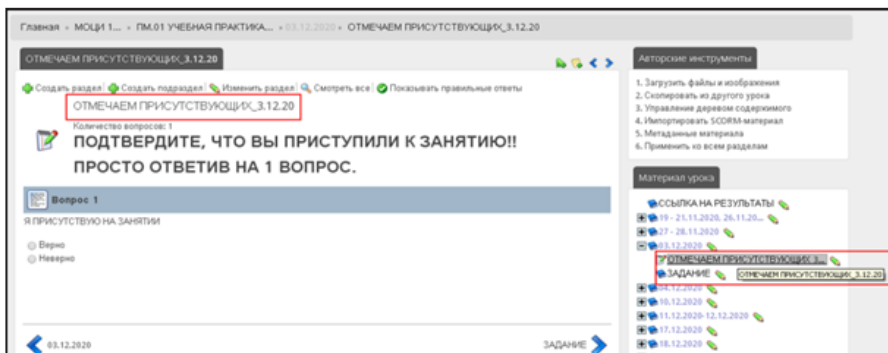 Главная » МОЦИ 1... » ПМ.01 УЧЕБНАЯ ПРАКТИКА... » 03.12.2020 » ОТМЕЧАЕМ ПРИСУТСТВУЮЩИХ_3.12.20
ОТМЕЧАЕМ ПРИСУТСТВУЮЩИХ_3.12.20
Создать раздел Создать подраздел Изменить раздел Смотреть все Показывать правильные ответы
ОТМЕЧАЕМ ПРИСУТСТВУЮЩИХ_3.12.20
Количество вопросов: 1
ПОДТВЕРДИТЕ, ЧТО ВЫ ПРИСТУПИЛИ К ЗАНЯТИЮ!!
ПРОСТО ОТВЕТИВ НА 1 ВОПРОС.
Вопрос 1
Я ПРИСУТСТВУЮ НА ЗАНЯТИИ
Верно
Неверно
03.12.2020
ЗАДАНИЕ
Авторские инструменты
1. Загрузить файлы и изображения
2. Скопировать из другого урока
3. Управление деревом содержимого
4. Импортировать SCORM-материал
5. Метаданные материала
6. Применить ко всем разделам
Материал урока
ССЫЛКА НА РЕЗУЛЬТАТЫ
19 - 21.11.2020, 26.11.20...
27 - 28.11.2020
03.12.2020
ОТМЕЧАЕМ ПРИСУТСТВУЮЩИХ_3...
ЗАДАНИЕ
ОТМЕЧАЕМ ПРИСУТСТВУЮЩИХ_3.12.20
04.12.2020
10.12.2020
11.12.2020-12.12.2020
17.12.2020
18.12.2020